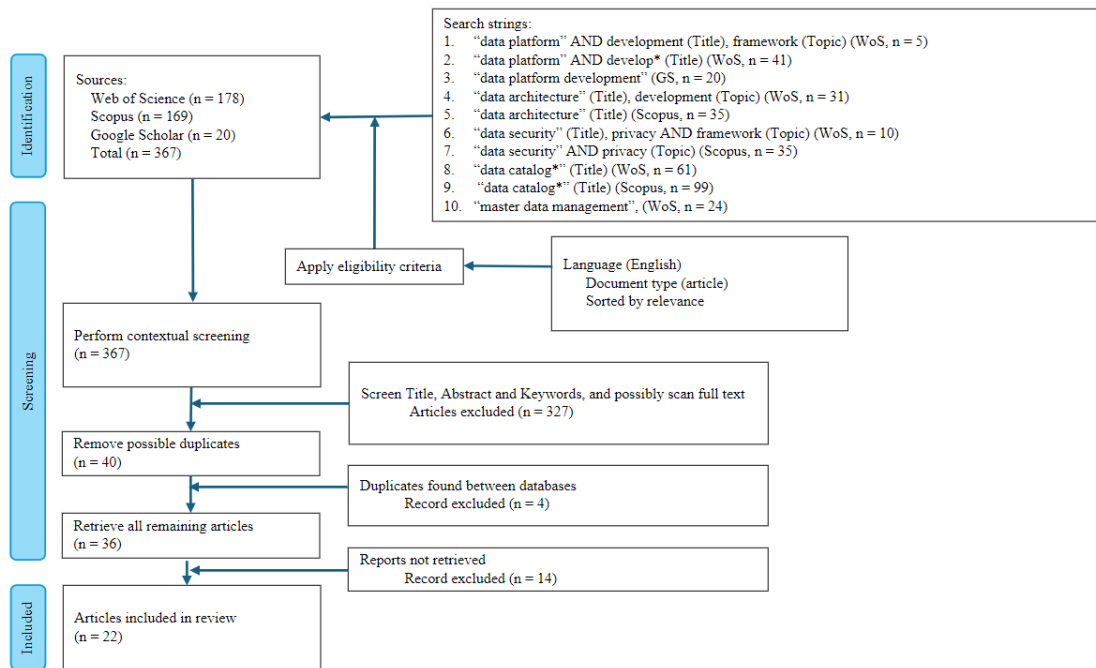 Search strings:
1. “data platform” AND development (Title), framework (Topic) (WoS, n = 5)
2. “data platform” AND develop* (Title) (WoS, n = 41)
3. “data platform development” (GS, n = 20)
4. “data architecture” (Title), development (Topic) (WoS, n = 31)
5. “data architecture” (Title) (Scopus, n = 35)
6. “data security” (Title), privacy AND framework (Topic) (WoS, n = 10)
7. “data security” AND privacy (Topic) (Scopus, n = 35)
8. “data catalog*” (Title) (WoS, n = 61)
9. “data catalog*” (Title) (Scopus, n = 99)
10. “master data management”, (WoS, n = 24)
Identification
Sources:
Web of Science (n = 178)
Scopus (n = 169)
Google Scholar (n = 20)
Total (n = 367)
Apply eligibility criteria
Language (English)
Document type (article)
Sorted by relevance
Screening
Perform contextual screening
(n = 367)
Screen Title, Abstract and Keywords, and possibly scan full text
Articles excluded (n = 327)
Remove possible duplicates
(n = 40)
Duplicates found between databases
Record excluded (n = 4)
Retrieve all remaining articles
(n = 36)
Reports not retrieved
Record excluded (n = 14)
Included
Articles included in review
(n = 22)